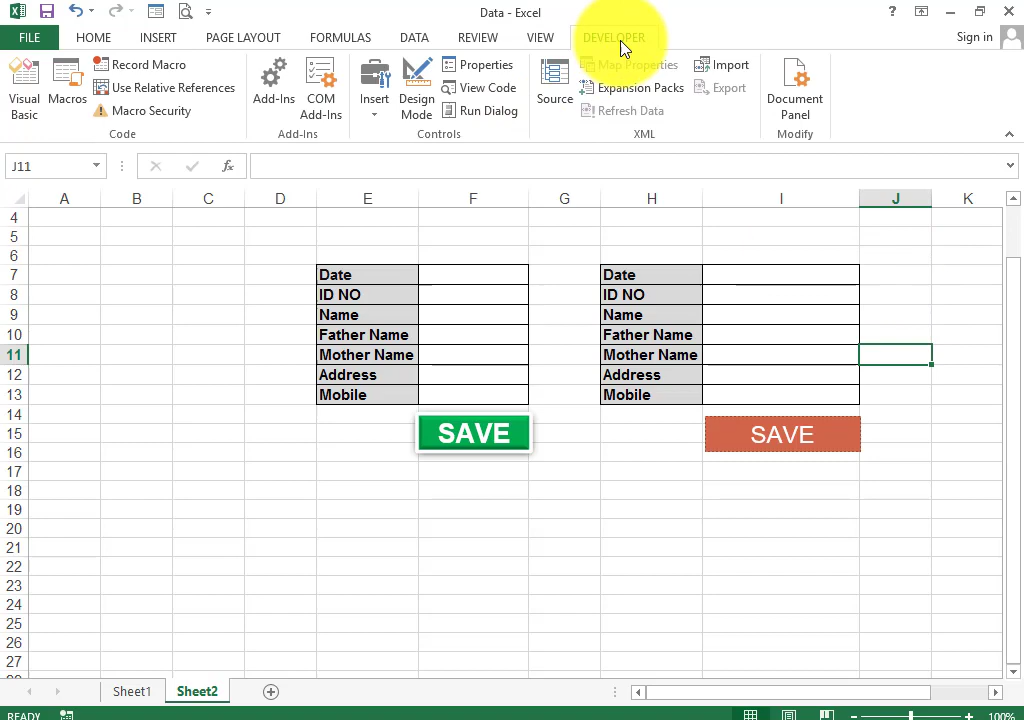 Data - Excel
Sign in
FILE HOME INSERT PAGE LAYOUT FORMULAS DATA REVIEW VIEW DEVELOPER
Visual Basic
Macros
Record Macro
Use Relative References
Macro Security
Code
Add-Ins
COM Add-Ins
Add-Ins
Insert
Design Mode
Properties
View Code
Run Dialog
Controls
Source
Map Properties
Expansion Packs
Refresh Data
Import
Export
XML
Document Panel
Modify
J11
fx
A B C D E F G H I J K
4
5
6
7 Date Date
8 ID NO ID NO
9 Name Name
10 Father Name Father Name
11 Mother Name Mother Name
12 Address Address
13 Mobile Mobile
14
15 SAVE SAVE
16
17
18
19
20
21
22
23
24
25
26
27
Sheet1 Sheet2
READY 100%